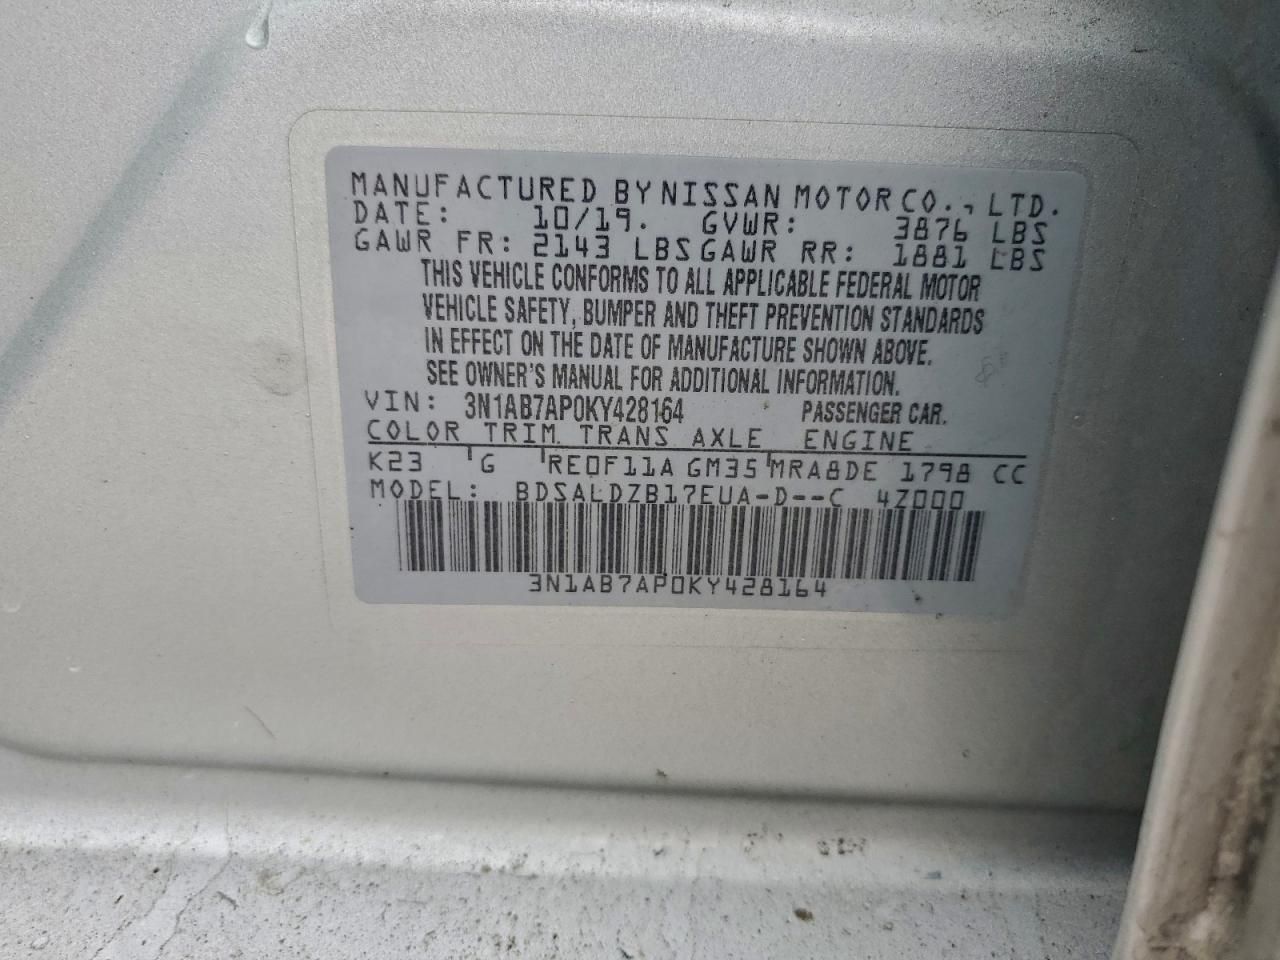 MANUFACTURED BY NISSAN MOTOR CO., LTD.
DATE: 10/19. GVWR: 3876 LBS
GAWR FR: 2143 LBS GAWR RR: 1881 LBS
THIS VEHICLE CONFORMS TO ALL APPLICABLE FEDERAL MOTOR
VEHICLE SAFETY, BUMPER AND THEFT PREVENTION STANDARDS
IN EFFECT ON THE DATE OF MANUFACTURE SHOWN ABOVE.
SEE OWNER'S MANUAL FOR ADDITIONAL INFORMATION.
VIN: 3N1AB7AP0KY428164 PASSENGER CAR.
COLOR TRIM TRANS AXLE ENGINE
K23 G RE0F11A GM35 MRA8DE 1798 CC
MODEL: BDSALDZB17EUA-D--C 4Z000
3N1AB7AP0KY428164